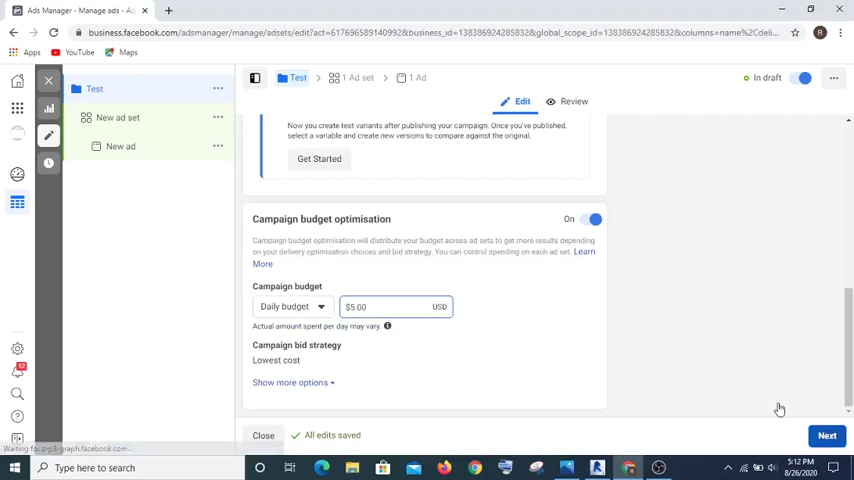 Ads Manager - Manage ads - Ads
business.facebook.com/adsmanager/manage/adsets/edit?act=617695689140992&business_id=138386924285832&global_scope_id=138386924285832&columns=name%2Cdeli...
R
Apps YouTube Maps
Test
New ad set
New ad
Test 1 Ad set 1 Ad
In draft
Edit Review
Now you create test variants after publishing your campaign. Once you've published,
select a variable and create new versions to compare against the original.
Get Started
Campaign budget optimisation On
Campaign budget optimisation will distribute your budget across ad sets to get more results depending
on your delivery optimisation choices and bid strategy. You can control spending on each ad set. Learn
More
Campaign budget
Daily budget $5.00 USD
Actual amount spent per day may vary.
Campaign bid strategy
Lowest cost
Show more options
12
Close All edits saved Next
Waiting for z-p3-graph.facebook.com...
Type here to search
5:12 PM
8/26/2020